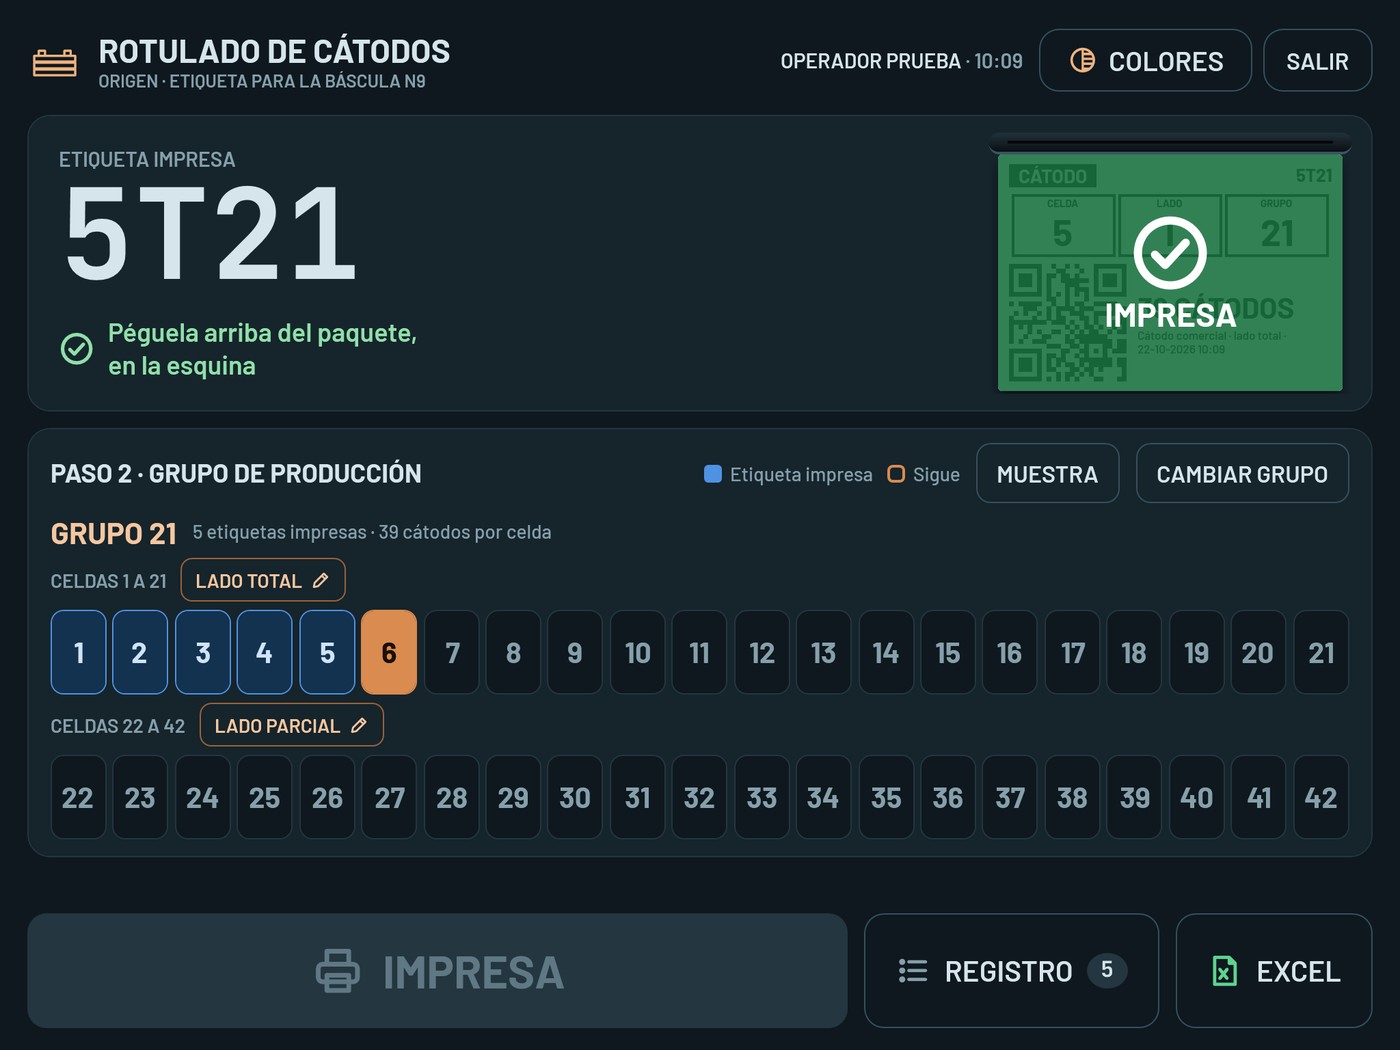 ROTULADO DE CÁTODOS
ORIGEN · ETIQUETA PARA LA BÁSCULA N9
OPERADOR PRUEBA · 10:09
COLORES
SALIR
ETIQUETA IMPRESA
5T21
Péguela arriba del paquete,
en la esquina
CÁTODO
5T21
CELDA
LADO
GRUPO
5
21
IMPRESA
Cátodo comercial · lado total ·
22-10-2026 10:09
PASO 2 · GRUPO DE PRODUCCIÓN
Etiqueta impresa
Sigue
MUESTRA
CAMBIAR GRUPO
GRUPO 21
5 etiquetas impresas · 39 cátodos por celda
CELDAS 1 A 21
LADO TOTAL
1 2 3 4 5 6 7 8 9 10 11 12 13 14 15 16 17 18 19 20 21
CELDAS 22 A 42
LADO PARCIAL
22 23 24 25 26 27 28 29 30 31 32 33 34 35 36 37 38 39 40 41 42
IMPRESA
REGISTRO 5
EXCEL